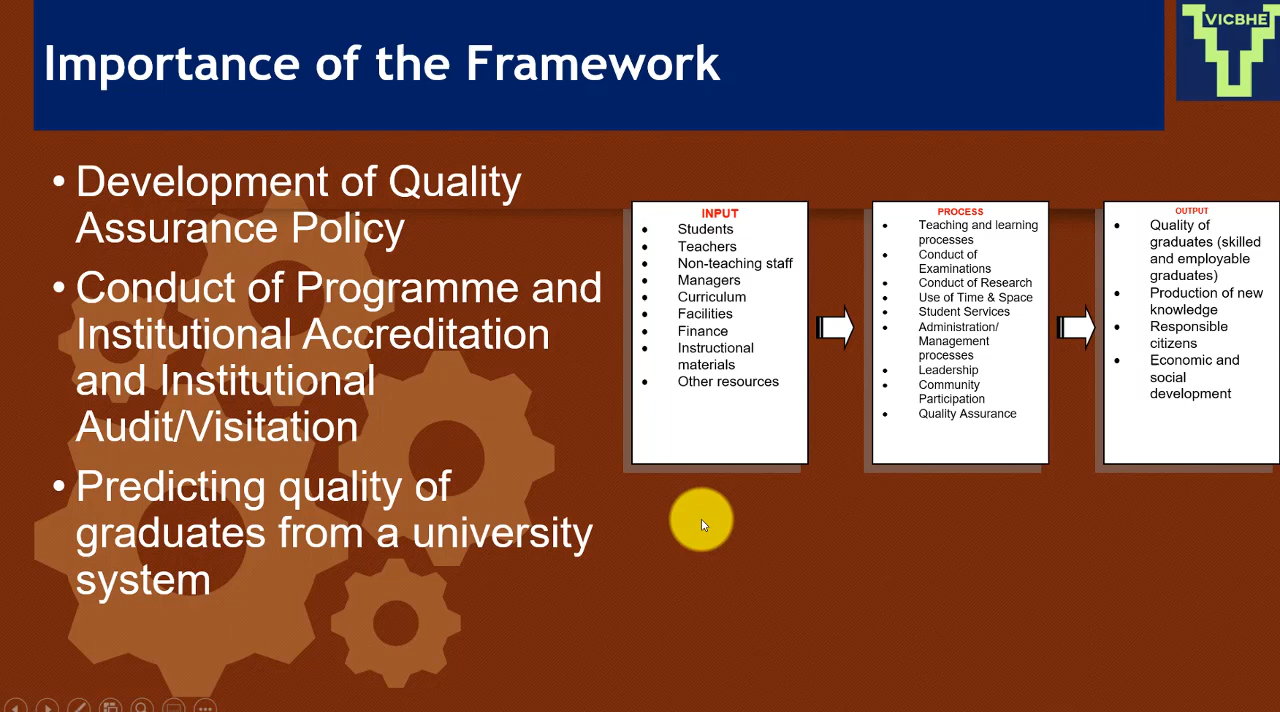 Importance of the Framework
VICBHE
• Development of Quality
Assurance Policy
• Conduct of Programme and
Institutional Accreditation
and Institutional
Audit/Visitation
• Predicting quality of
graduates from a university
system
INPUT
• Students
• Teachers
• Non-teaching staff
• Managers
• Curriculum
• Facilities
• Finance
• Instructional
materials
• Other resources
PROCESS
• Teaching and learning
processes
• Conduct of
Examinations
• Conduct of Research
• Use of Time & Space
• Student Services
• Administration/
Management
processes
• Leadership
• Community
Participation
• Quality Assurance
OUTPUT
• Quality of
graduates (skilled
and employable
graduates)
• Production of new
knowledge
• Responsible
citizens
• Economic and
social
development